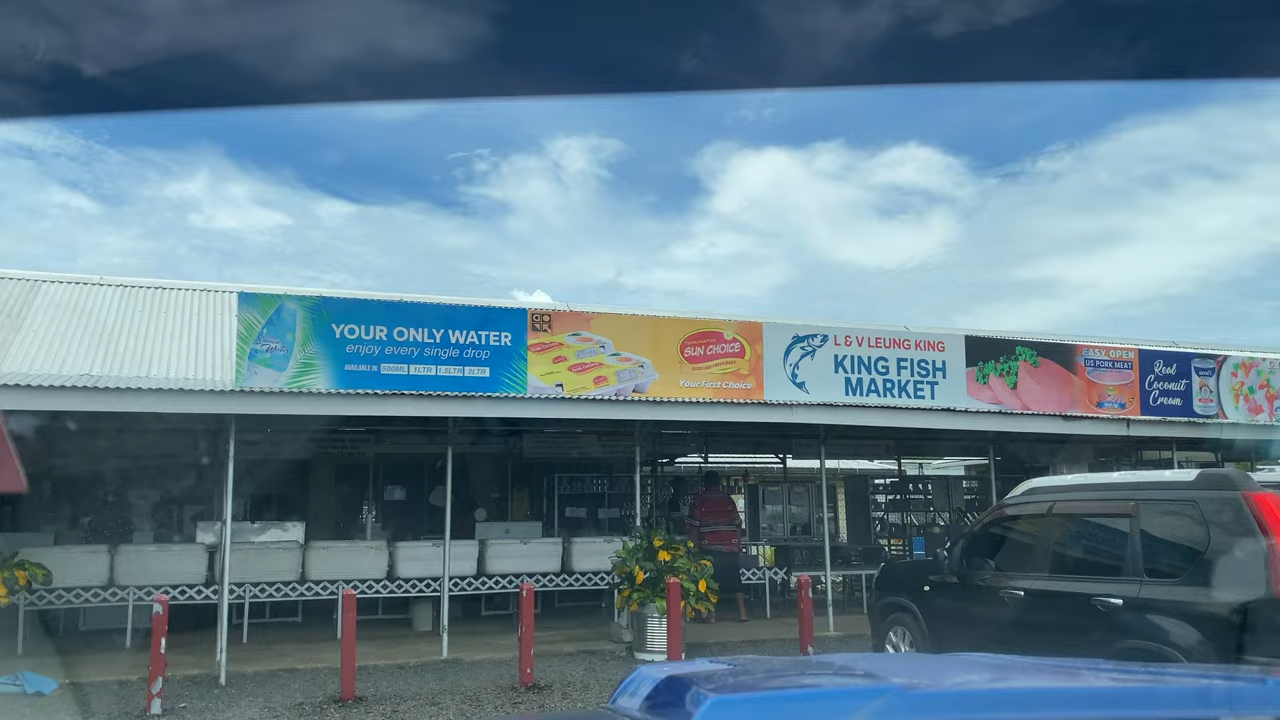 YOUR ONLY WATER
enjoy every single drop
AVAILABLE IN: 500ML 1LTR 1.5LTR 2LTR
SUN CHOICE
Your First Choice
L & V LEUNG KING
KING FISH
MARKET
EASY OPEN
US PORK MEAT
Real
Coconut
Cream